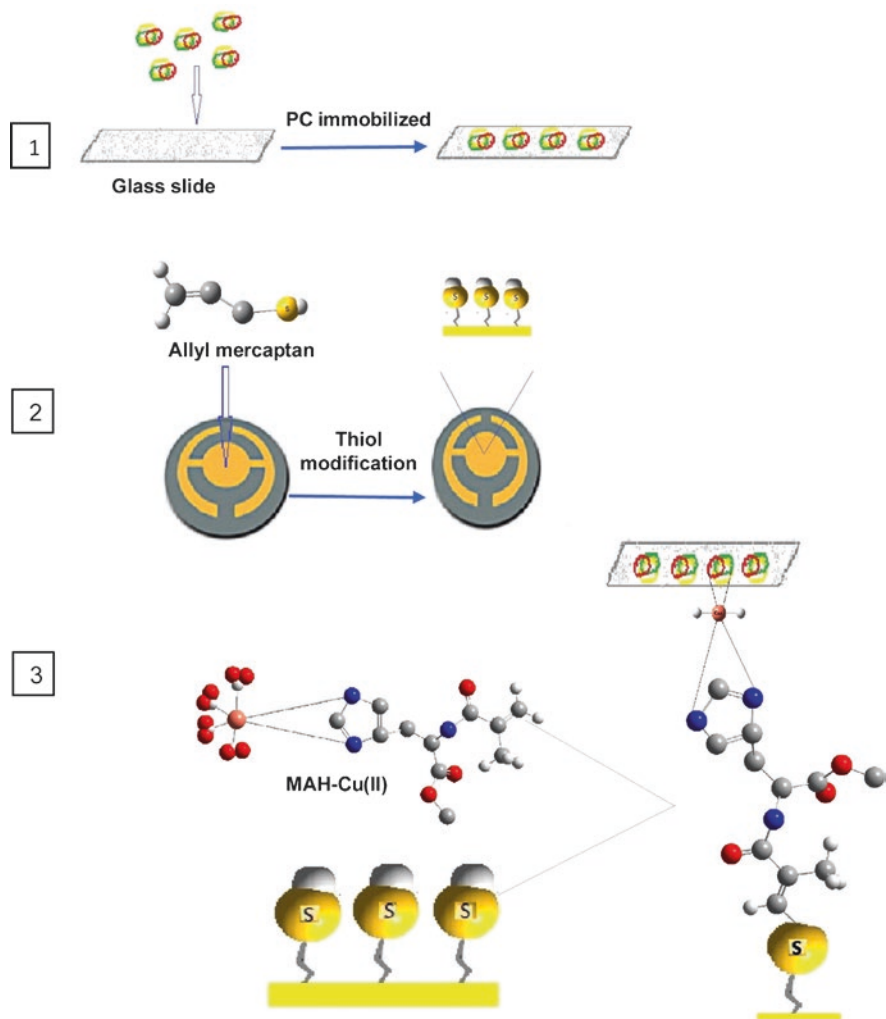 1
PC immobilized
Glass slide
S
S S S
Allyl mercaptan
2
Thiol
modification
3
MAH-Cu(II)
S S S
S